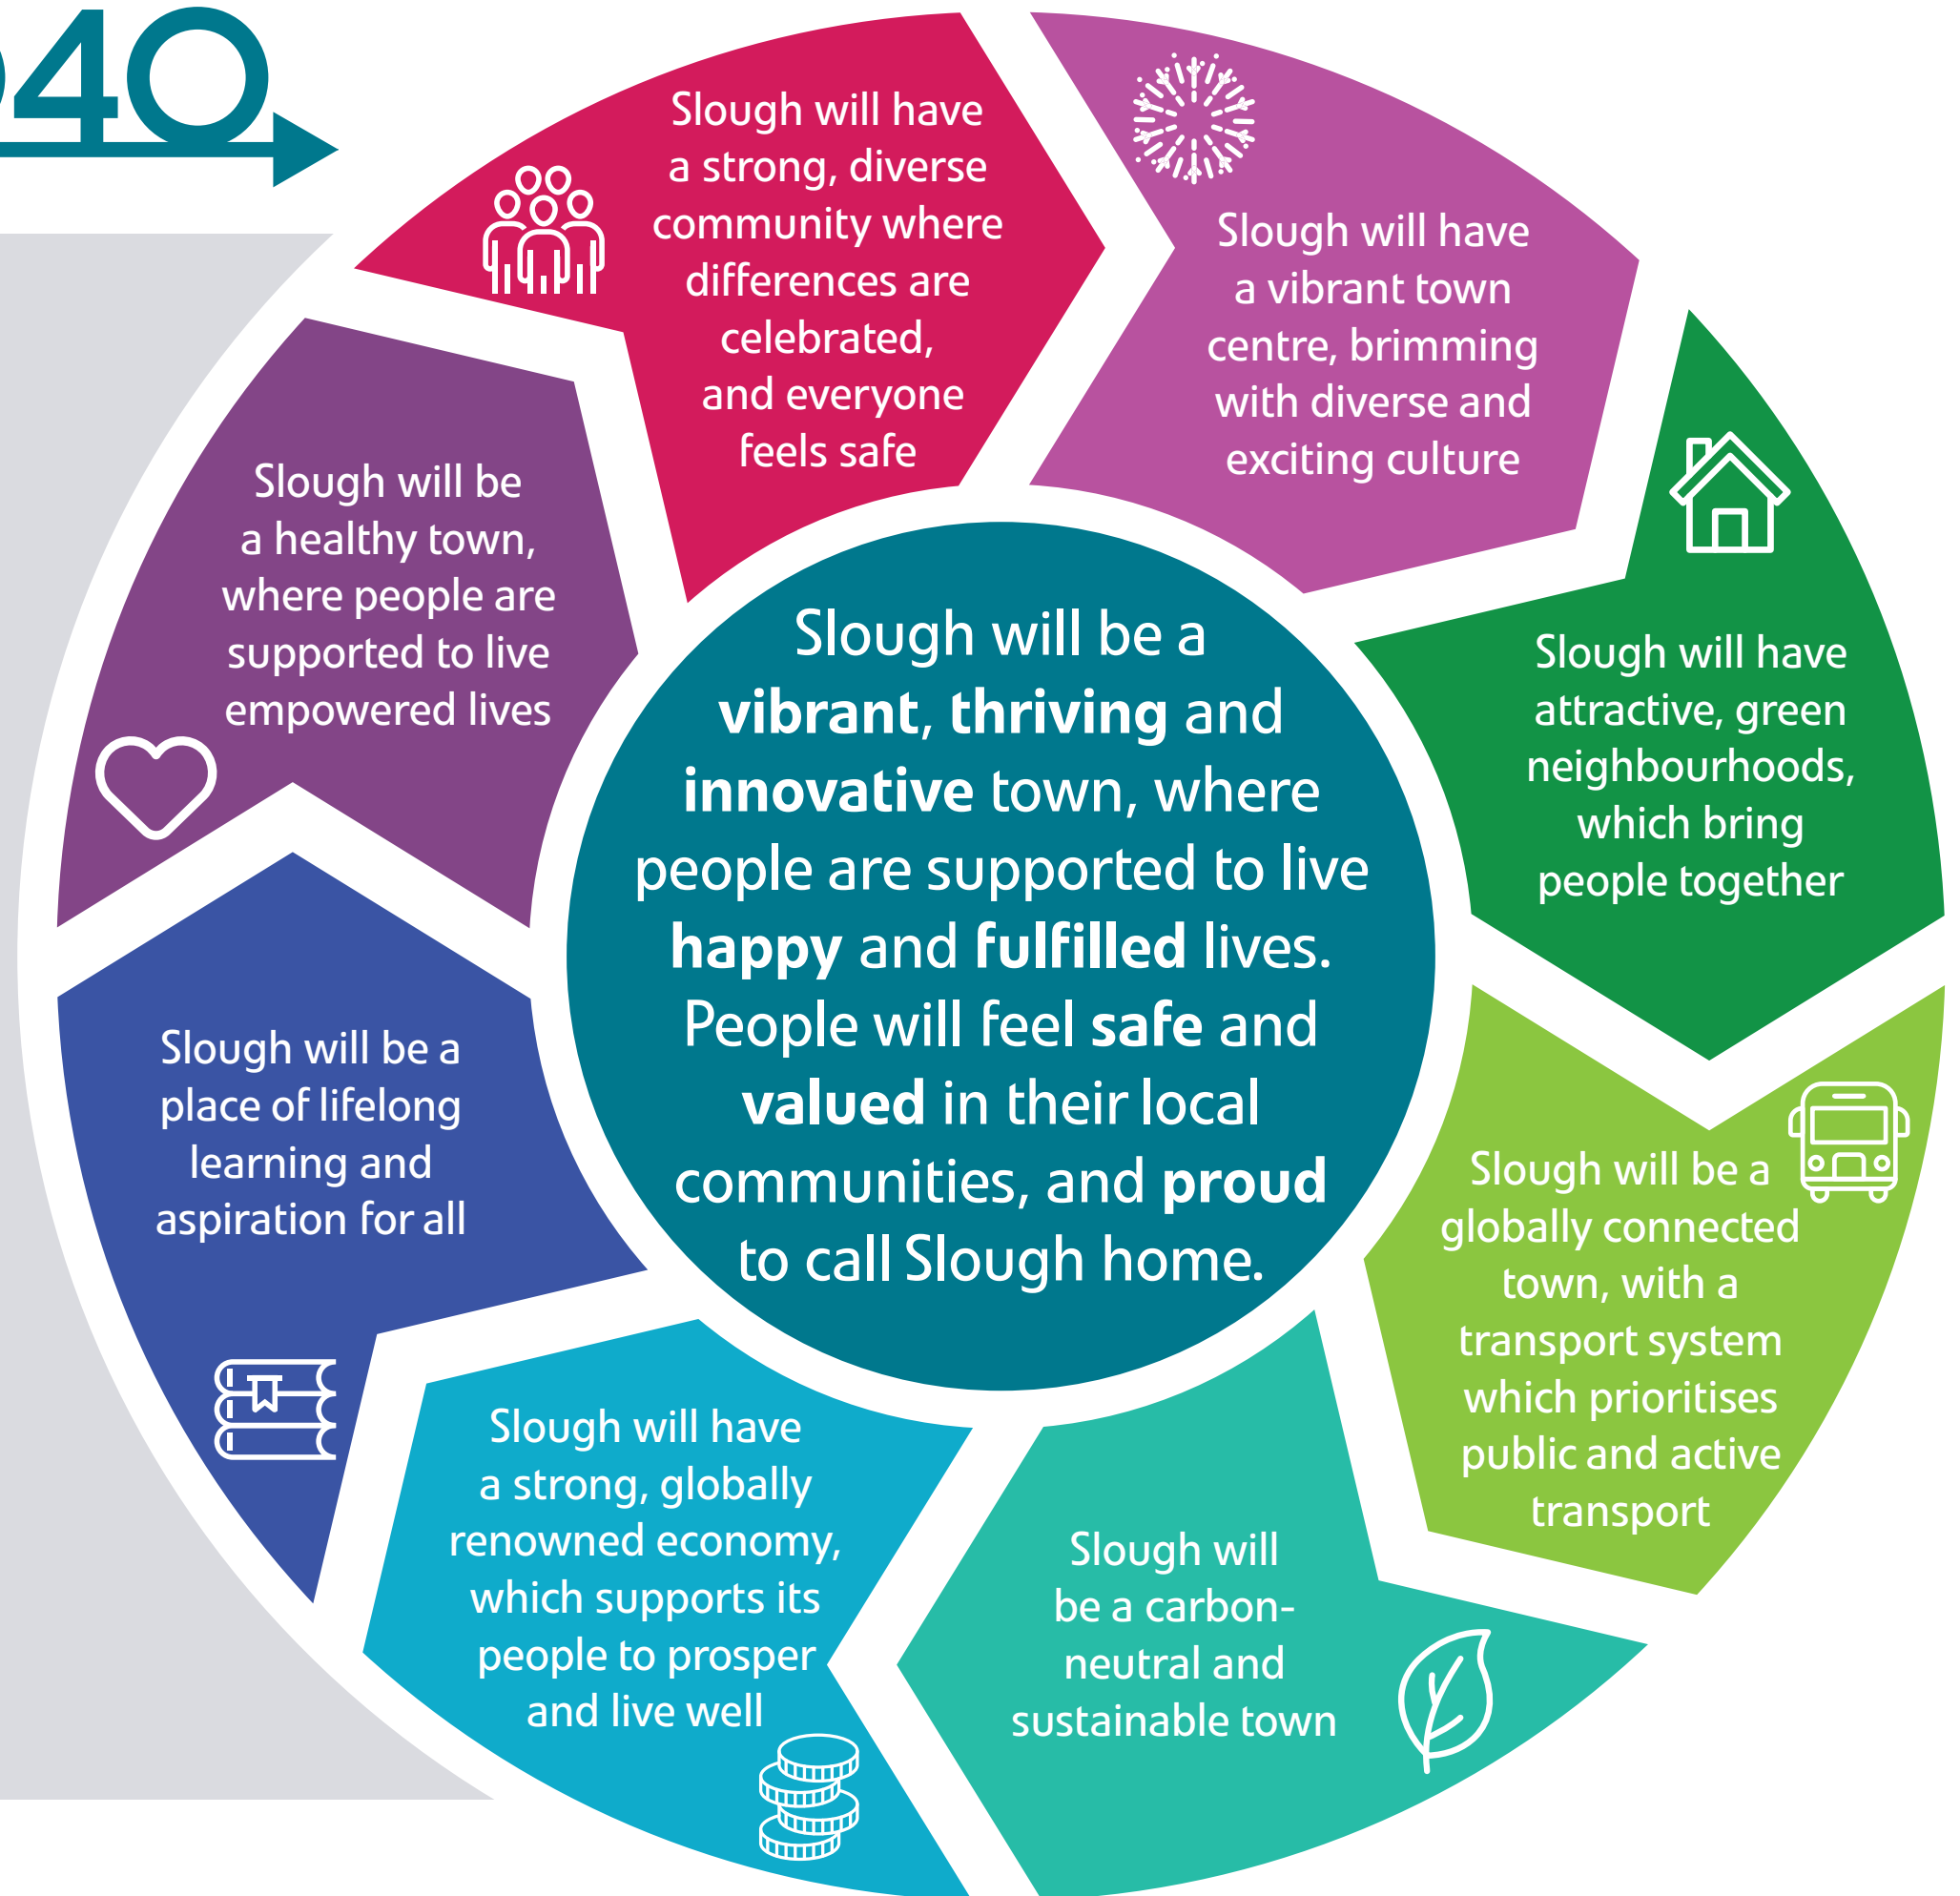 40
Slough will have
a strong, diverse
community where
differences are
celebrated,
and everyone
feels safe
Slough will have
a vibrant town
centre, brimming
with diverse and
exciting culture
Slough will have
attractive, green
neighbourhoods,
which bring
people together
Slough will be a
globally connected
town, with a
transport system
which prioritises
public and active
transport
Slough will
be a carbon-
neutral and
sustainable town
Slough will have
a strong, globally
renowned economy,
which supports its
people to prosper
and live well
Slough will be a
place of lifelong
learning and
aspiration for all
Slough will be
a healthy town,
where people are
supported to live
empowered lives
Slough will be a
vibrant, thriving and
innovative town, where
people are supported to live
happy and fulfilled lives.
People will feel safe and
valued in their local
communities, and proud
to call Slough home.